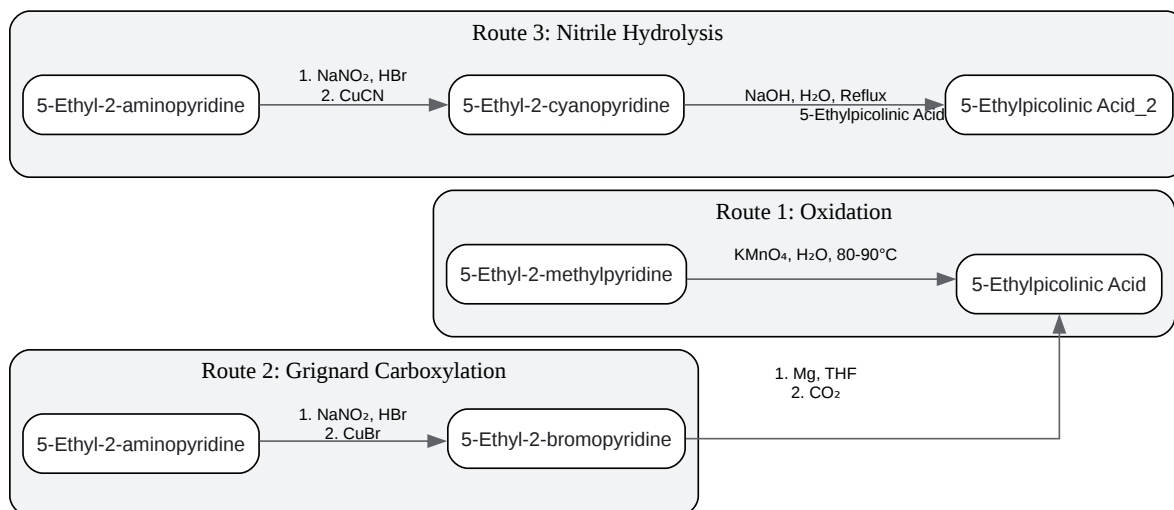 Route 3: Nitrile Hydrolysis
5-Ethyl-2-aminopyridine
1. NaNO₂, HBr
2. CuCN
5-Ethyl-2-cyanopyridine
NaOH, H₂O, Reflux
5-Ethylpicolinic Acid
5-Ethylpicolinic Acid_2
Route 1: Oxidation
5-Ethyl-2-methylpyridine
KMnO₄, H₂O, 80-90°C
5-Ethylpicolinic Acid
Route 2: Grignard Carboxylation
5-Ethyl-2-aminopyridine
1. NaNO₂, HBr
2. CuBr
5-Ethyl-2-bromopyridine
1. Mg, THF
2. CO₂